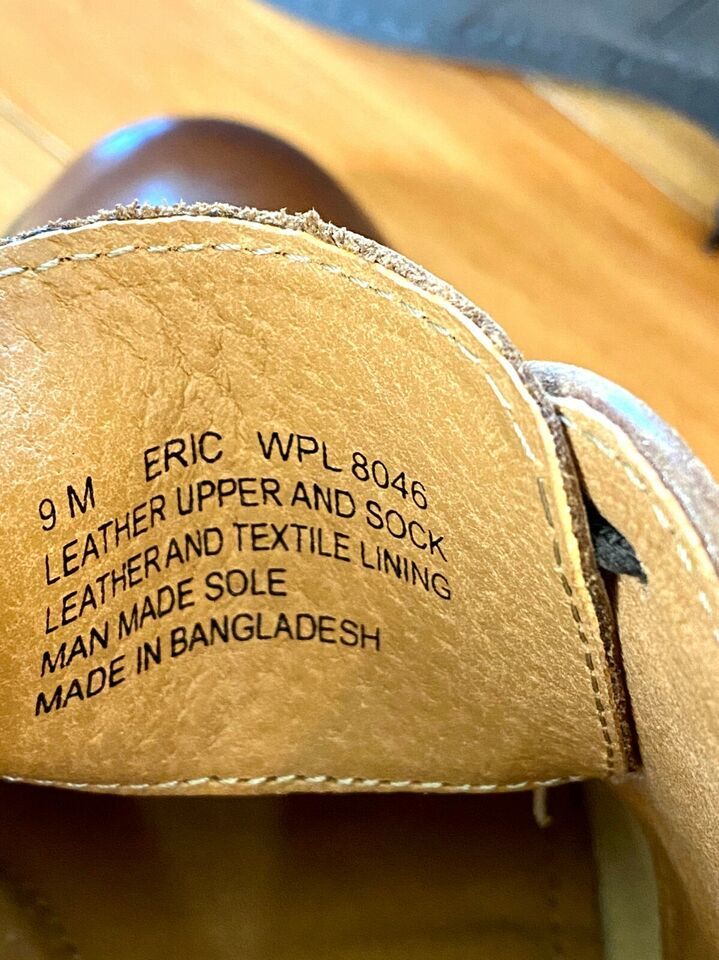 9 M ERIC WPL 8046
LEATHER UPPER AND SOCK
LEATHER AND TEXTILE LINING
MAN MADE SOLE
MADE IN BANGLADESH